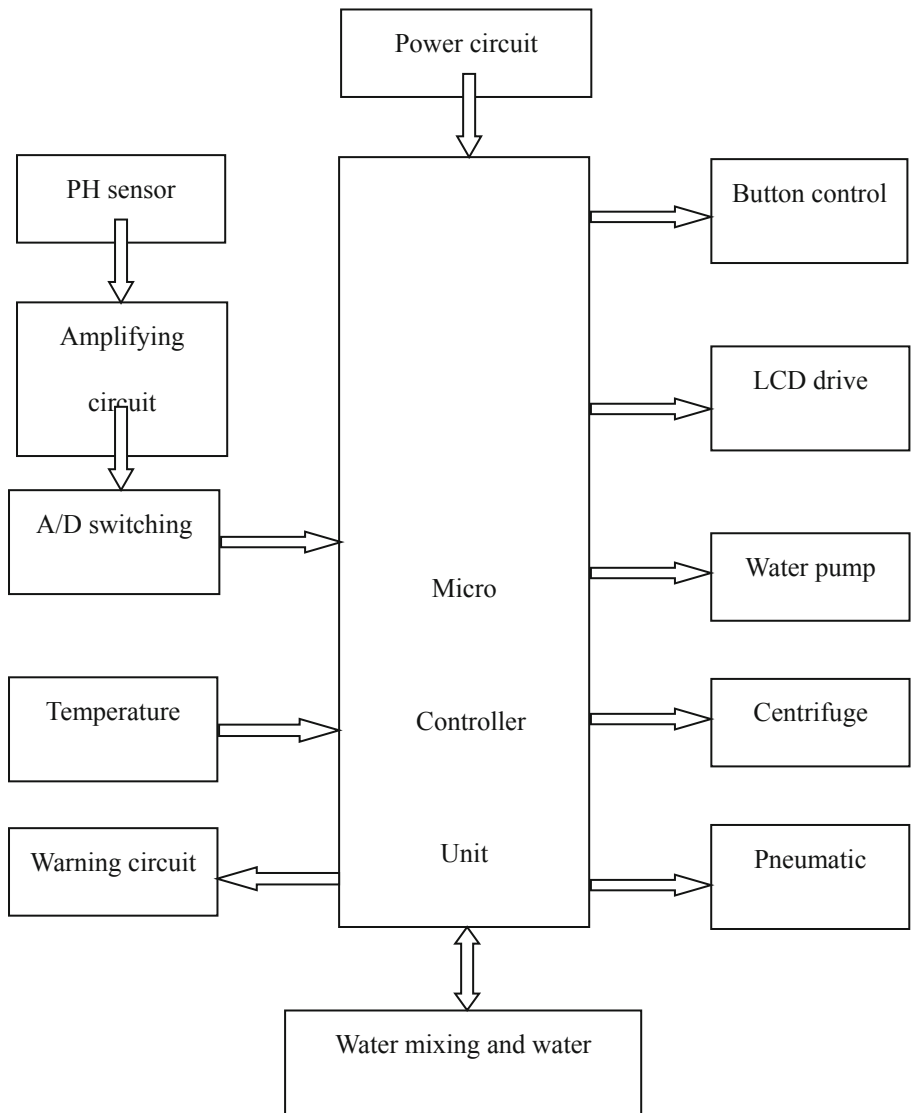 Power circuit
PH sensor
Amplifying
circuit
A/D switching
Temperature
Warning circuit
Micro
Controller
Unit
Button control
LCD drive
Water pump
Centrifuge
Pneumatic
Water mixing and water